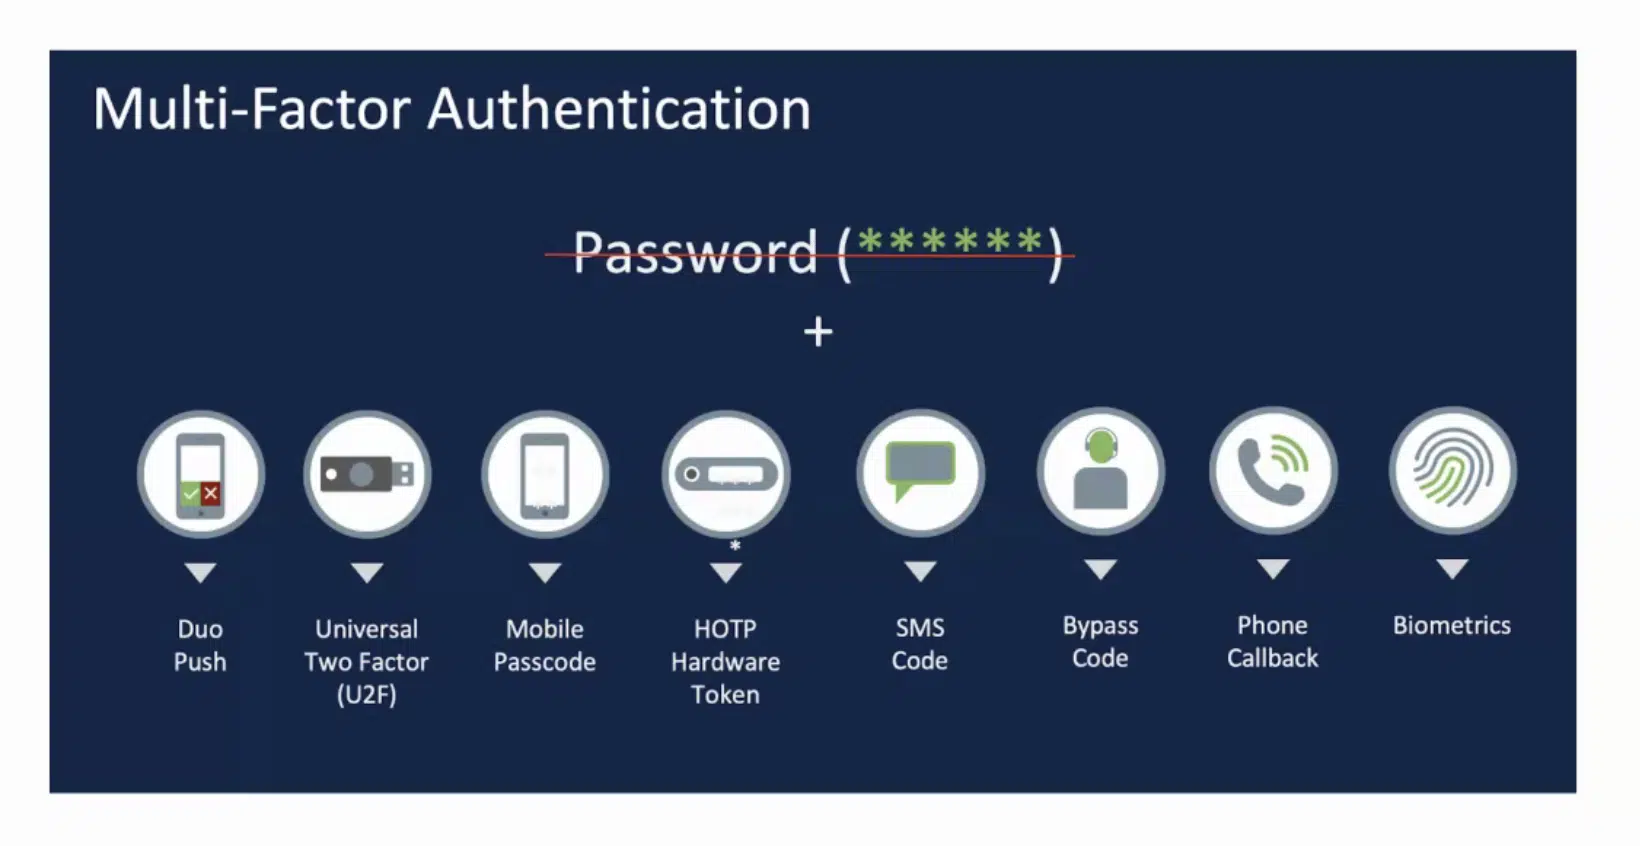 Multi-Factor Authentication
Password (******)
+
*
Duo
Push
Universal
Two Factor
(U2F)
Mobile
Passcode
HOTP
Hardware
Token
SMS
Code
Bypass
Code
Phone
Callback
Biometrics